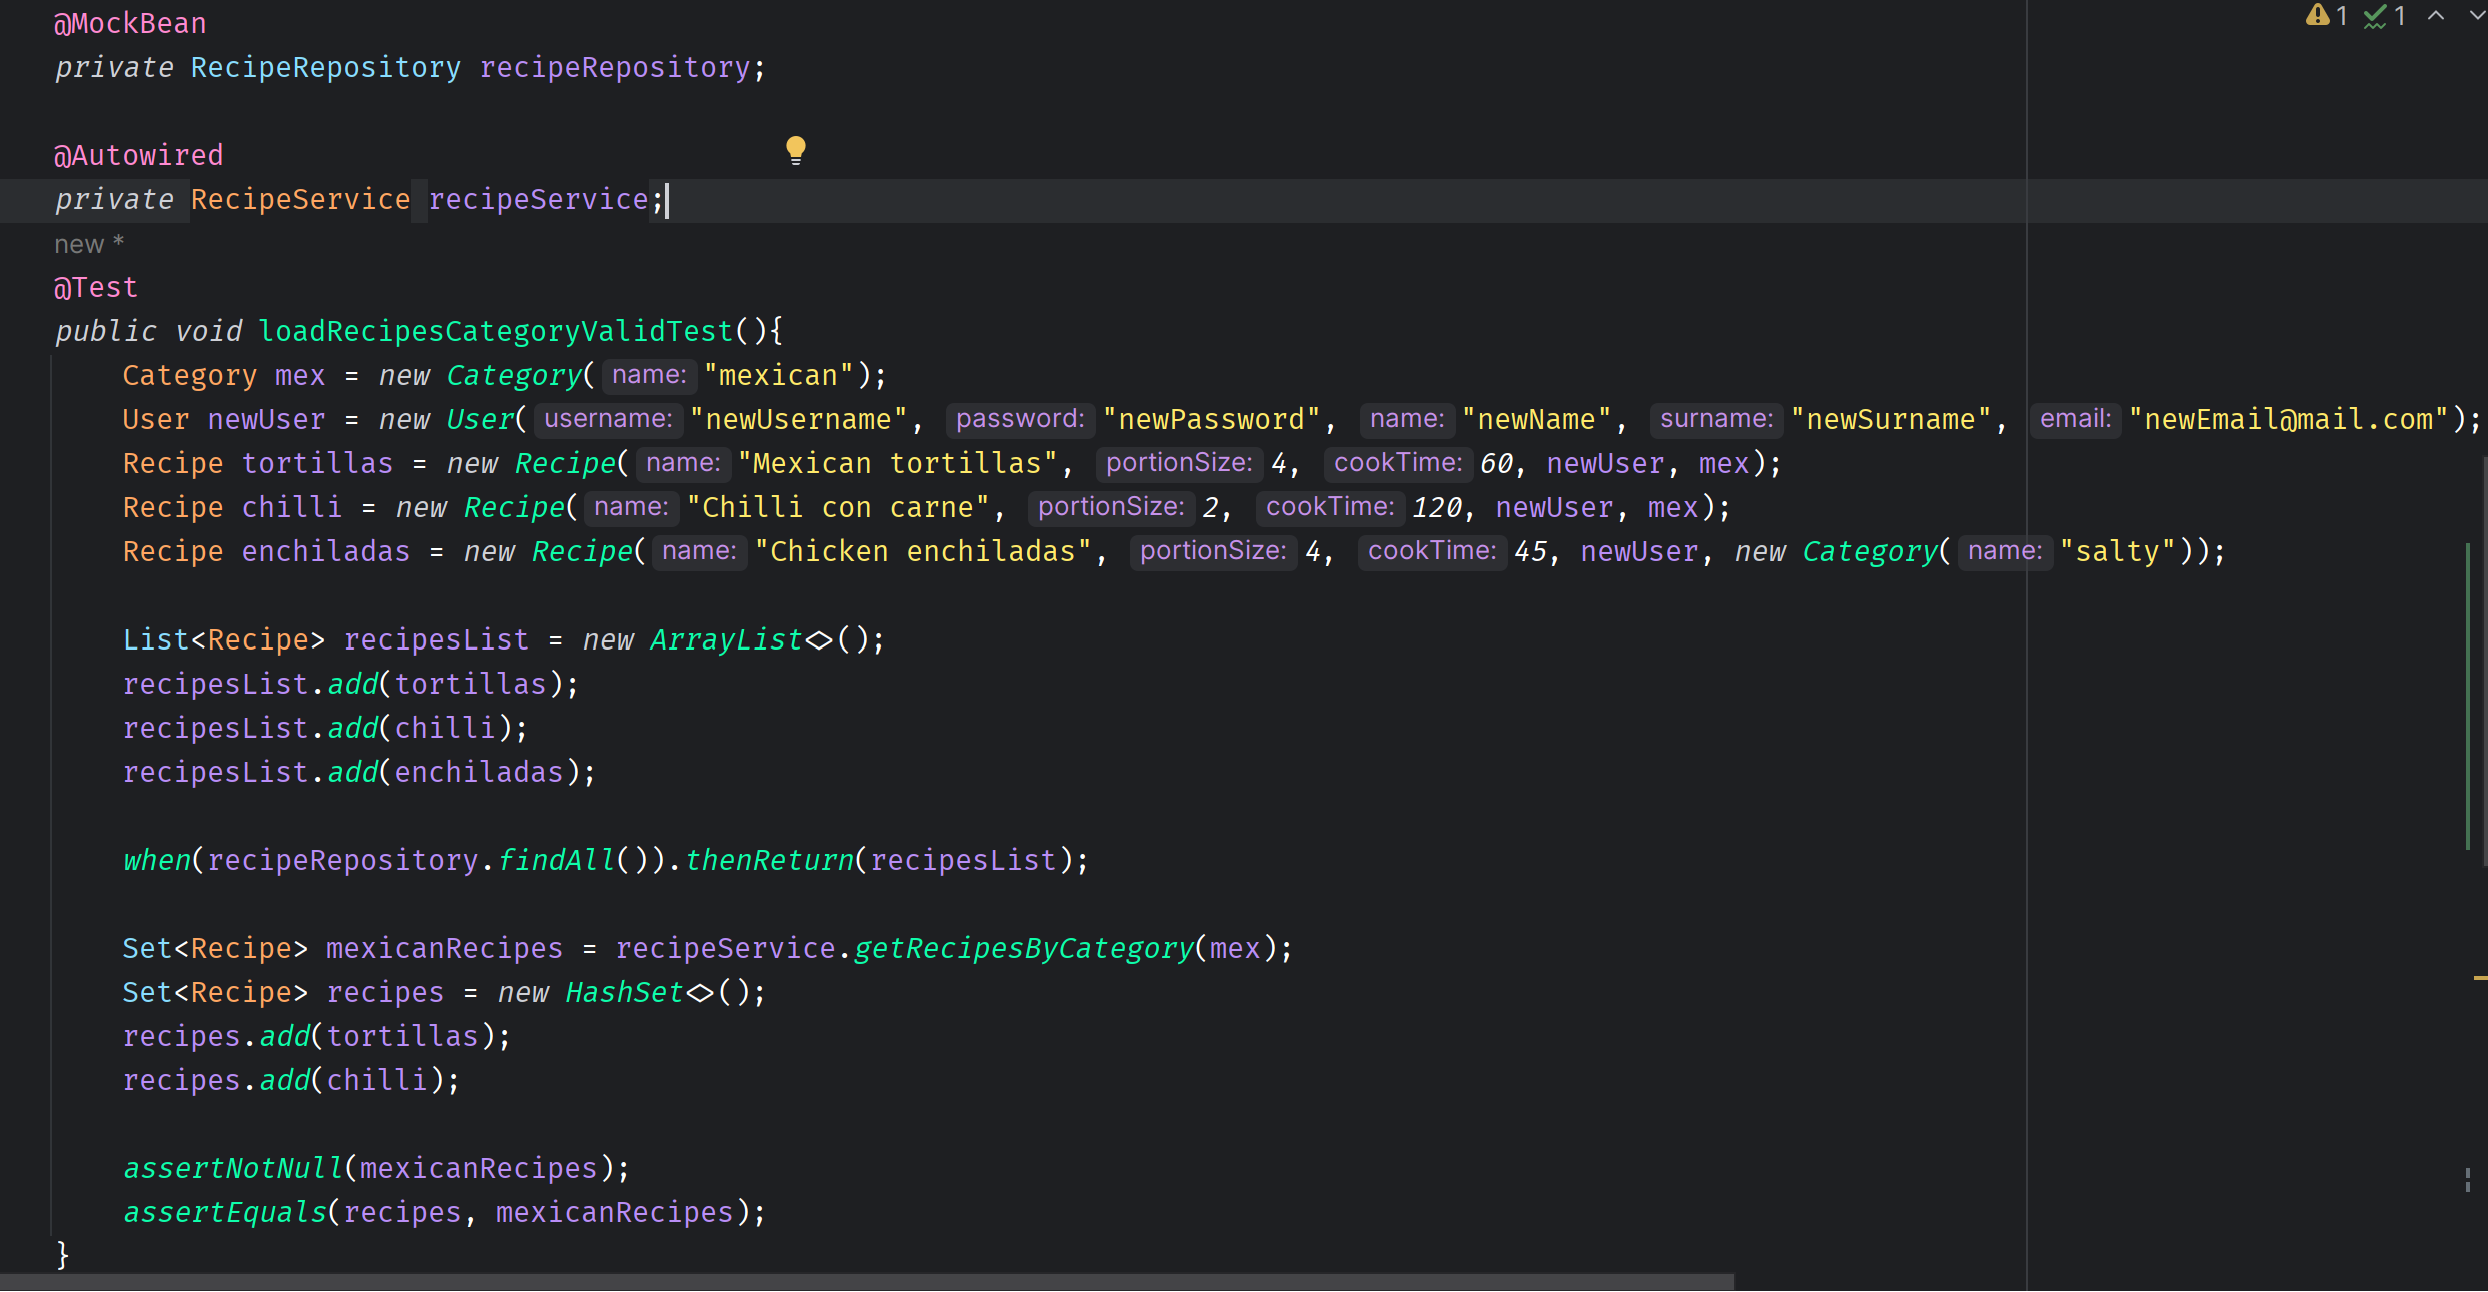 @MockBean
private RecipeRepository recipeRepository;
@Autowired
private RecipeService recipeService;
new *
@Test
public void loadRecipesCategoryValidTest(){
Category mex = new Category( name: "mexican");
User newUser = new User( username: "newUsername", password: "newPassword", name: "newName", surname: "newSurname", email: "newEmail@mail.com");
Recipe tortillas = new Recipe( name: "Mexican tortillas", portionSize: 4, cookTime: 60, newUser, mex);
Recipe chilli = new Recipe( name: "Chilli con carne", portionSize: 2, cookTime: 120, newUser, mex);
Recipe enchiladas = new Recipe( name: "Chicken enchiladas", portionSize: 4, cookTime: 45, newUser, new Category( name: "salty"));
List<Recipe> recipesList = new ArrayList<>();
recipesList.add(tortillas);
recipesList.add(chilli);
recipesList.add(enchiladas);
when(recipeRepository.findAll()).thenReturn(recipesList);
Set<Recipe> mexicanRecipes = recipeService.getRecipesByCategory(mex);
Set<Recipe> recipes = new HashSet<>();
recipes.add(tortillas);
recipes.add(chilli);
assertNotNull(mexicanRecipes);
assertEquals(recipes, mexicanRecipes);
}
1 1